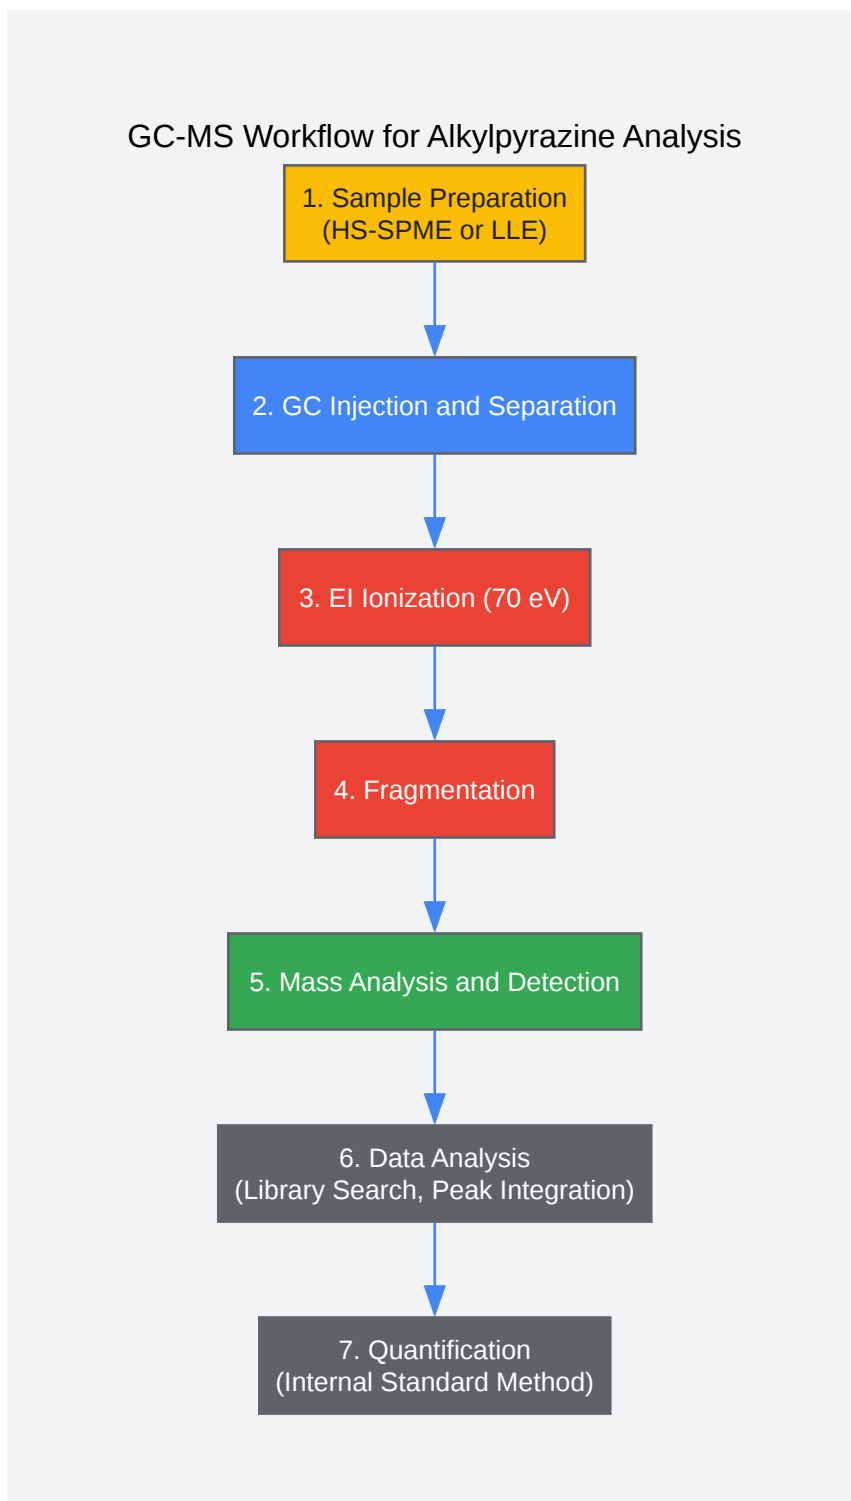 GC-MS Workflow for Alkylpyrazine Analysis
1. Sample Preparation
(HS-SPME or LLE)
2. GC Injection and Separation
3. EI Ionization (70 eV)
4. Fragmentation
5. Mass Analysis and Detection
6. Data Analysis
(Library Search, Peak Integration)
7. Quantification
(Internal Standard Method)